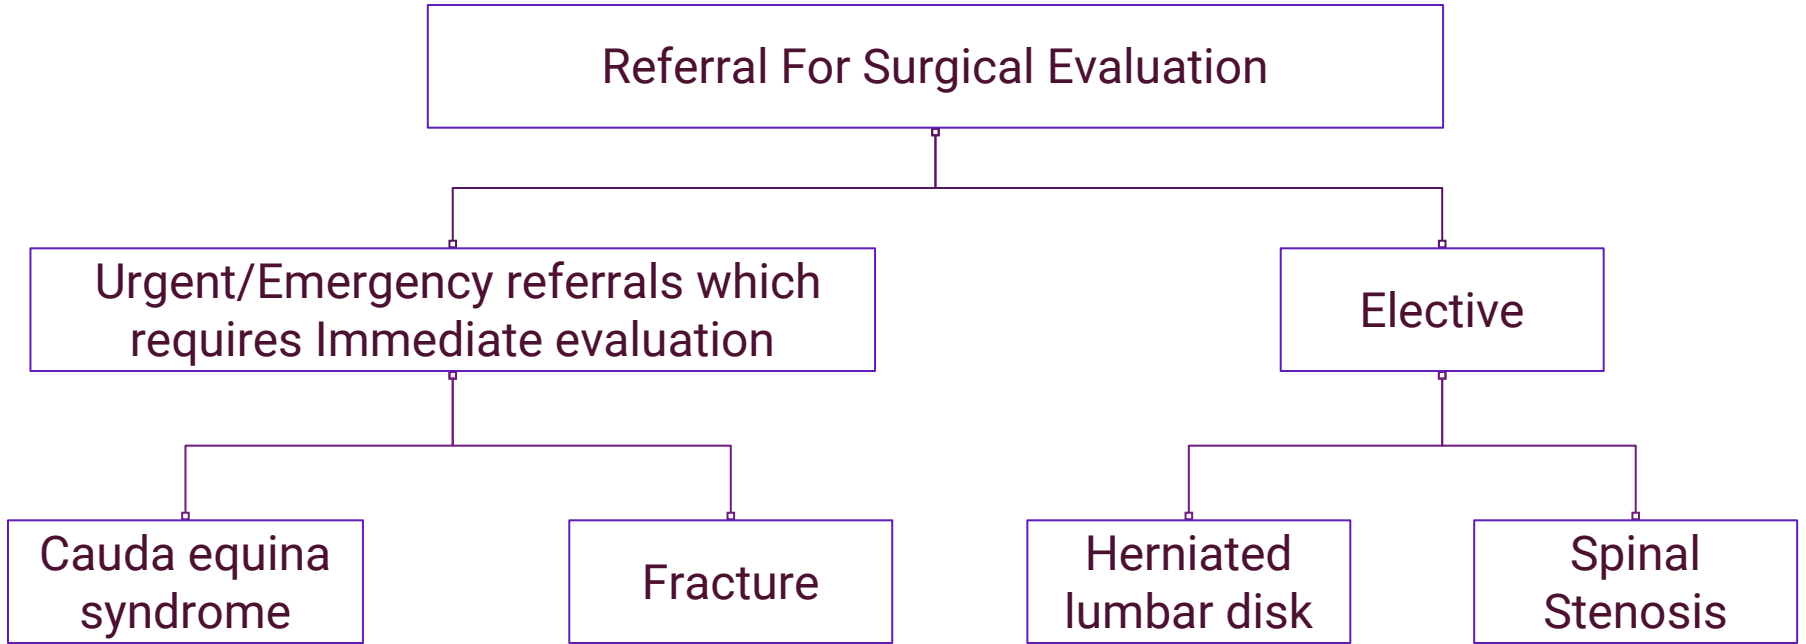 Referral For Surgical Evaluation
Urgent/Emergency referrals which
requires Immediate evaluation
Elective
Cauda equina
syndrome
Fracture
Herniated
lumbar disk
Spinal
Stenosis